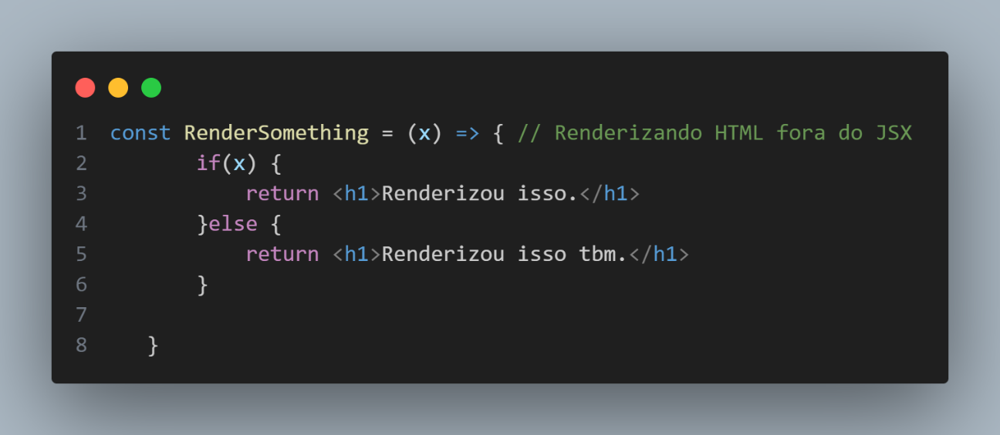 1 const RenderSomething = (x) => { // Renderizando HTML fora do JSX
2 if(x) {
3 return <h1>Renderizou isso.</h1>
4 }else {
5 return <h1>Renderizou isso tbm.</h1>
6 }
7
8 }